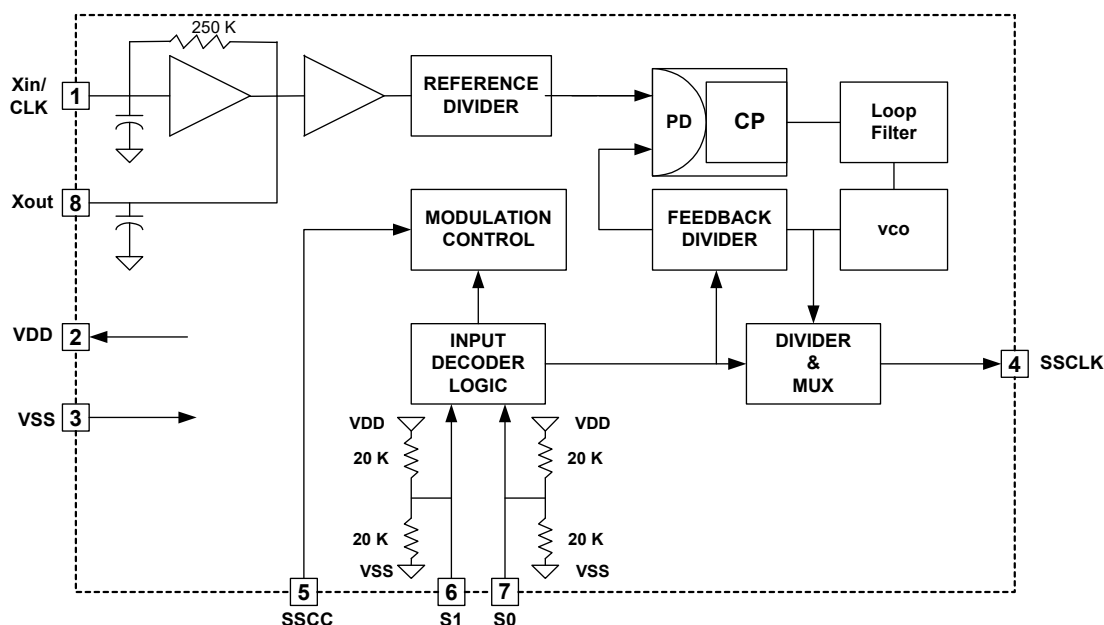 250 K
Xin/
CLK
1
REFERENCE
DIVIDER
PD
CP
Loop
Filter
Xout
8
MODULATION
CONTROL
FEEDBACK
DIVIDER
vco
VDD
2
INPUT
DECODER
LOGIC
DIVIDER
&
MUX
4
SSCLK
VSS
3
VDD
VDD
20 K
20 K
20 K
20 K
VSS
VSS
5
6
7
SSCC
S1
S0